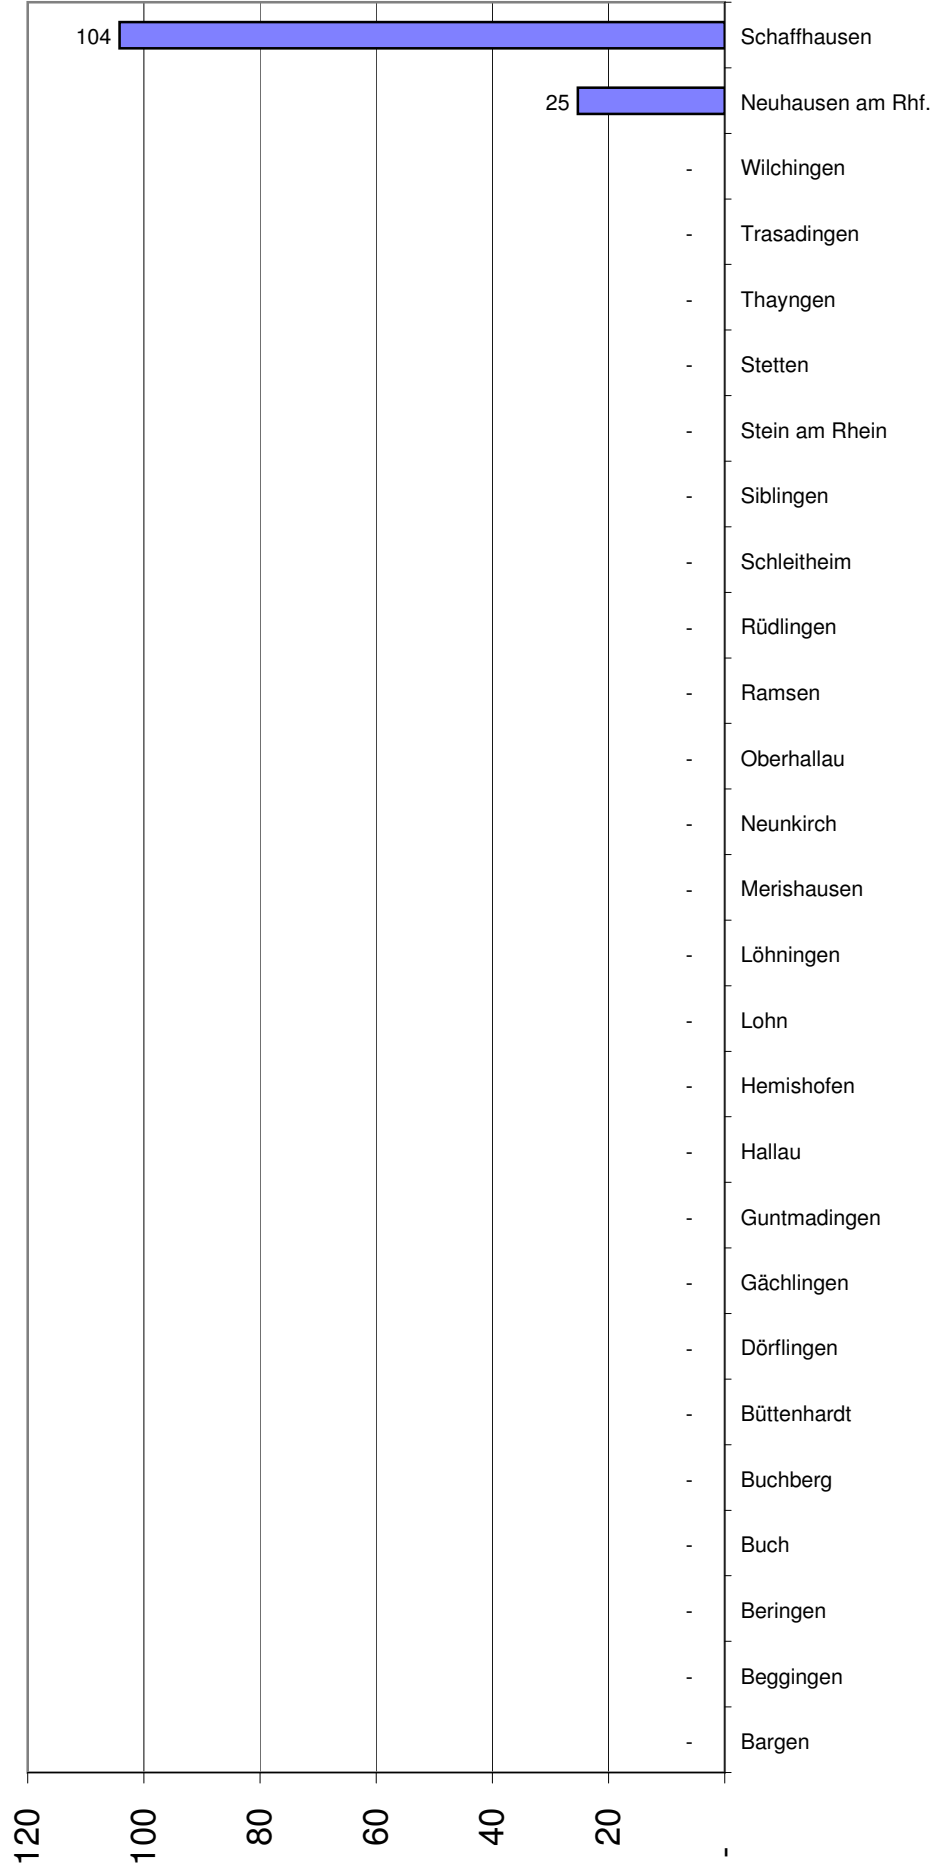 104 Schaffhausen
25 Neuhausen am Rhf.
- Wilchingen
- Trasadingen
- Thayngen
- Stetten
- Stein am Rhein
- Siblingen
- Schleitheim
- Rüdlingen
- Ramsen
- Oberhallau
- Neunkirch
- Merishausen
- Löhningen
- Lohn
- Hemishofen
- Hallau
- Guntmadingen
- Gächlingen
- Dörflingen
- Büttenhardt
- Buchberg
- Buch
- Beringen
- Beggingen
- Bargen
120
100
80
60
40
20
-